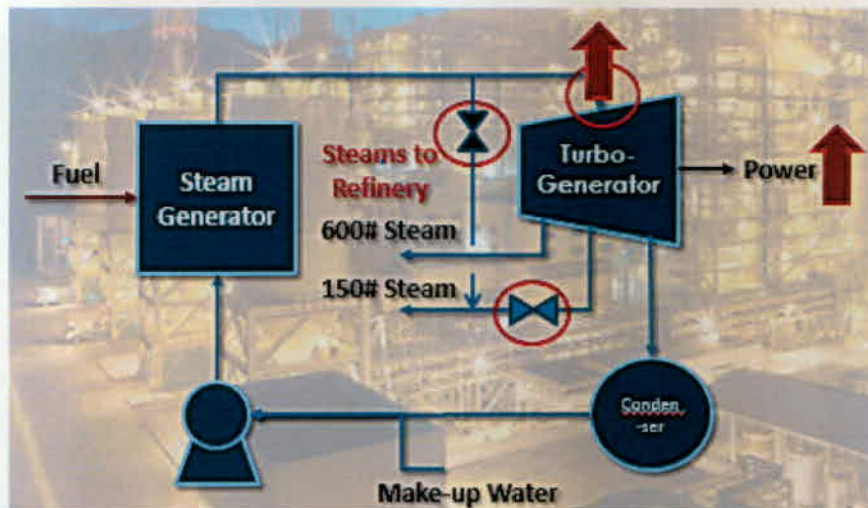 Fuel
Steam
Generator
Steams to
Refinery
600# Steam
150# Steam
Turbo-
Generator
Power
Conden
-ser
Make-up Water